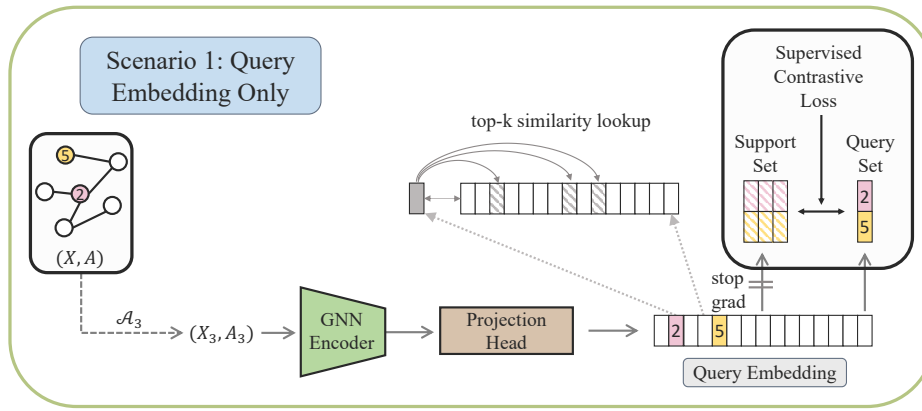 Scenario 1: Query
Embedding Only
Supervised
Contrastive
Loss
top-k similarity lookup
Support
Set
Query
Set
5
2
2
5
(X, A)
stop
grad
𝒜₃
(X₃, A₃)
GNN
Encoder
Projection
Head
2
5
Query Embedding